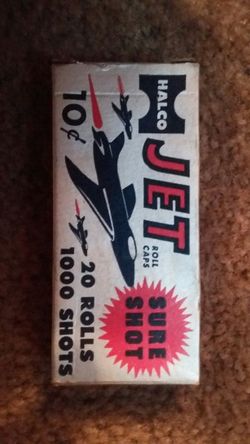 HALCO
JET
ROLL
CAPS
10¢
SURE
SHOT
20 ROLLS
1000 SHOTS